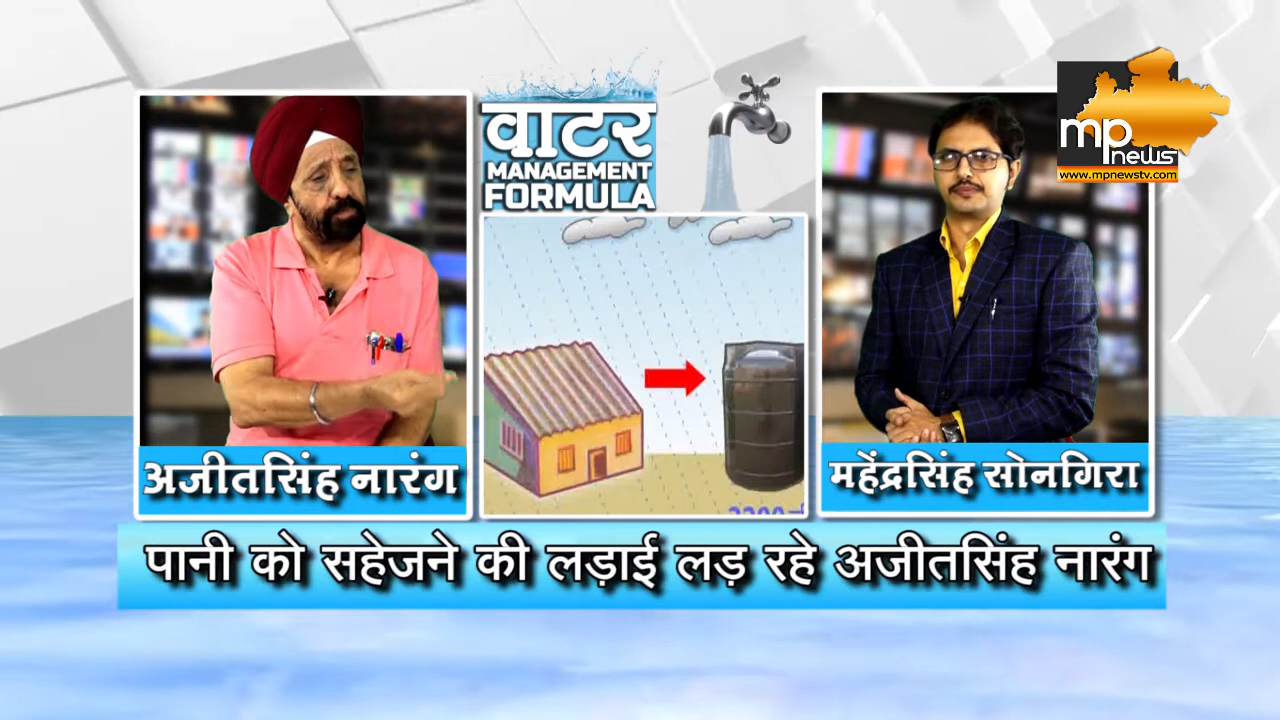 वाटर
MANAGEMENT
FORMULA
mp
news
www.mpnewstv.com
अजीतसिंह नारंग
महेंद्रसिंह सोनगिरा
पानी को सहेजने की लड़ाई लड़ रहे अजीतसिंह नारंग